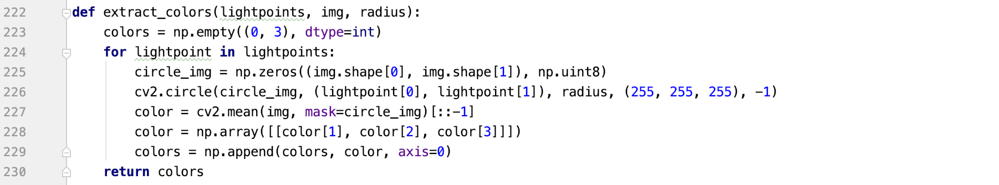 222 def extract_colors(lightpoints, img, radius):
223     colors = np.empty((0, 3), dtype=int)
224     for lightpoint in lightpoints:
225         circle_img = np.zeros((img.shape[0], img.shape[1]), np.uint8)
226         cv2.circle(circle_img, (lightpoint[0], lightpoint[1]), radius, (255, 255, 255), -1)
227         color = cv2.mean(img, mask=circle_img)[::-1]
228         color = np.array([[color[1], color[2], color[3]]])
229         colors = np.append(colors, color, axis=0)
230     return colors